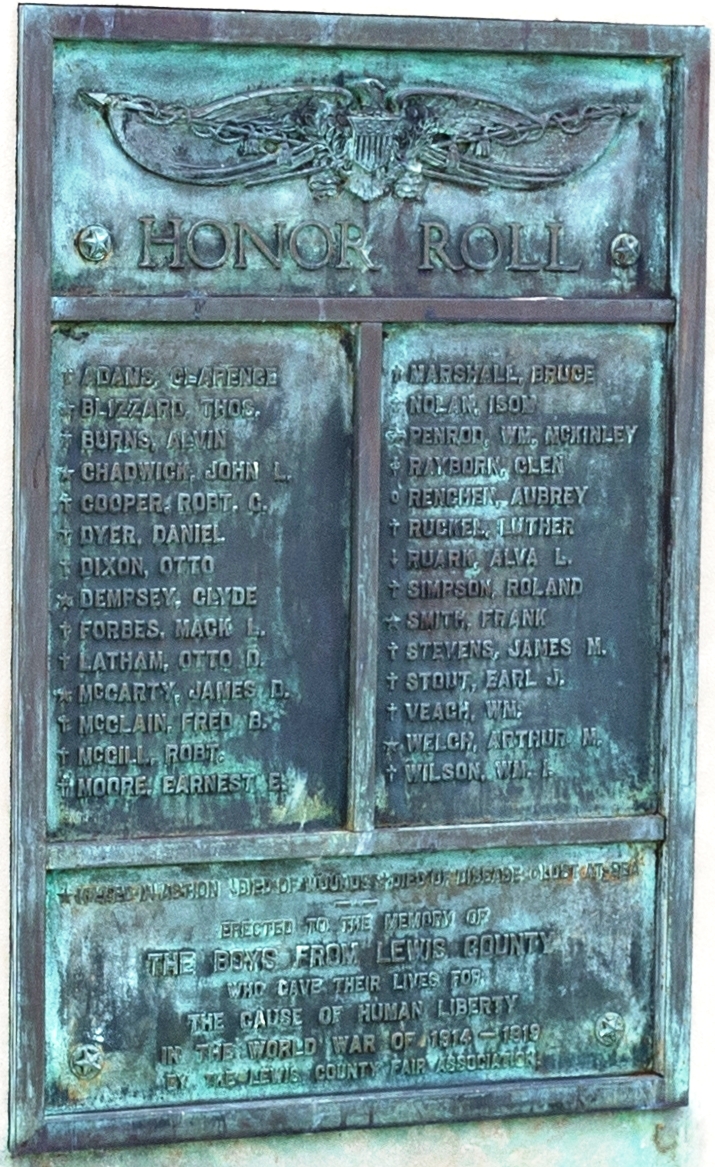 HONOR ROLL
† ADAMS, CLARENCE
BLIZZARD, THOS.
† BURNS, ALVIN
★ CHADWICK, JOHN L.
† COOPER, ROBT. C.
† DYER, DANIEL
† DIXON, OTTO
★ DEMPSEY, CLYDE
† FORBES, MACK L.
† LATHAM, OTTO D.
★ MCCARTY, JAMES D.
† MCCLAIN, FRED B.
† MCGILL, ROBT.
† MOORE, EARNEST E.
† MARSHALL, BRUCE
† NOLAN, ISOM
★ PENROD, WM. MCKINLEY
RAYBORN, GLEN
O RENCHEN, AUBREY
† RUCKEL, LUTHER
RUARK, ALVA L.
† SIMPSON, ROLAND
★ SMITH, FRANK
† STEVENS, JAMES M.
† STOUT, EARL J.
† VEACH, WM.
★ WELCH, ARTHUR M.
† WILSON, WM. I.
★ KILLED IN ACTION DIED OF WOUNDS † DIED OF DISEASE O LOST AT SEA
ERECTED TO THE MEMORY OF
THE BOYS FROM LEWIS COUNTY
WHO GAVE THEIR LIVES FOR
THE CAUSE OF HUMAN LIBERTY
IN THE WORLD WAR OF 1914 – 1919
BY THE LEWIS COUNTY FAIR ASSOCIATION.